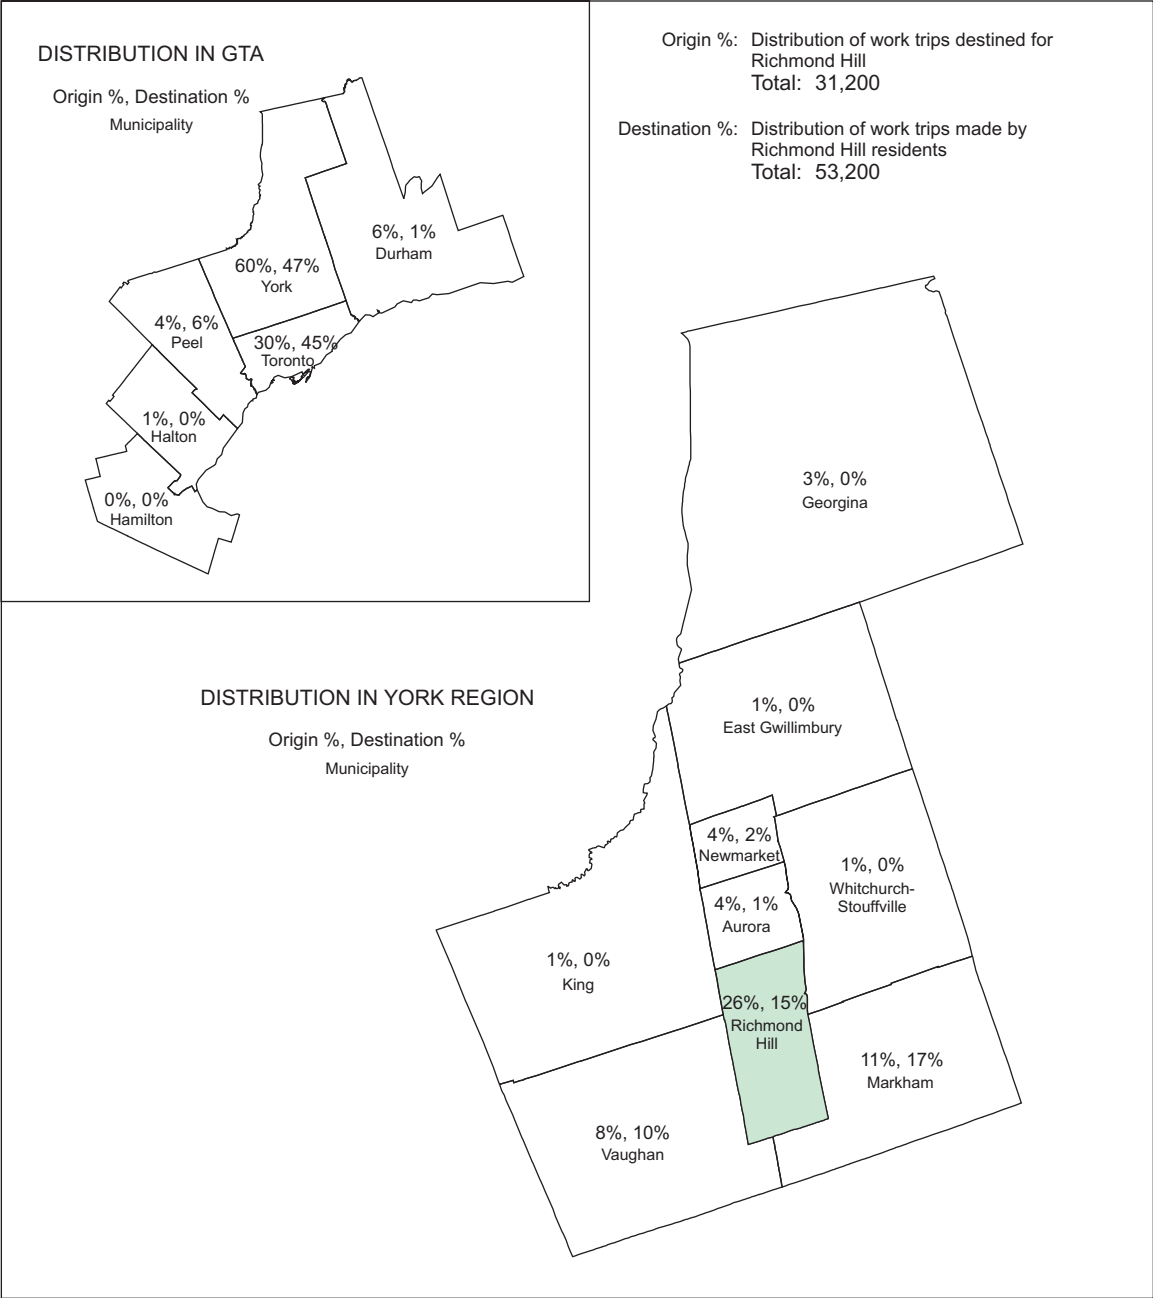 DISTRIBUTION IN GTA
Origin %, Destination %
Municipality
6%, 1%
Durham
60%, 47%
York
4%, 6%
Peel
30%, 45%
Toronto
1%, 0%
Halton
0%, 0%
Hamilton
Origin %: Distribution of work trips destined for
Richmond Hill
Total: 31,200
Destination %: Distribution of work trips made by
Richmond Hill residents
Total: 53,200
DISTRIBUTION IN YORK REGION
Origin %, Destination %
Municipality
3%, 0%
Georgina
1%, 0%
East Gwillimbury
4%, 2%
Newmarket
1%, 0%
Whitchurch-
Stouffville
4%, 1%
Aurora
1%, 0%
King
26%, 15%
Richmond
Hill
11%, 17%
Markham
8%, 10%
Vaughan